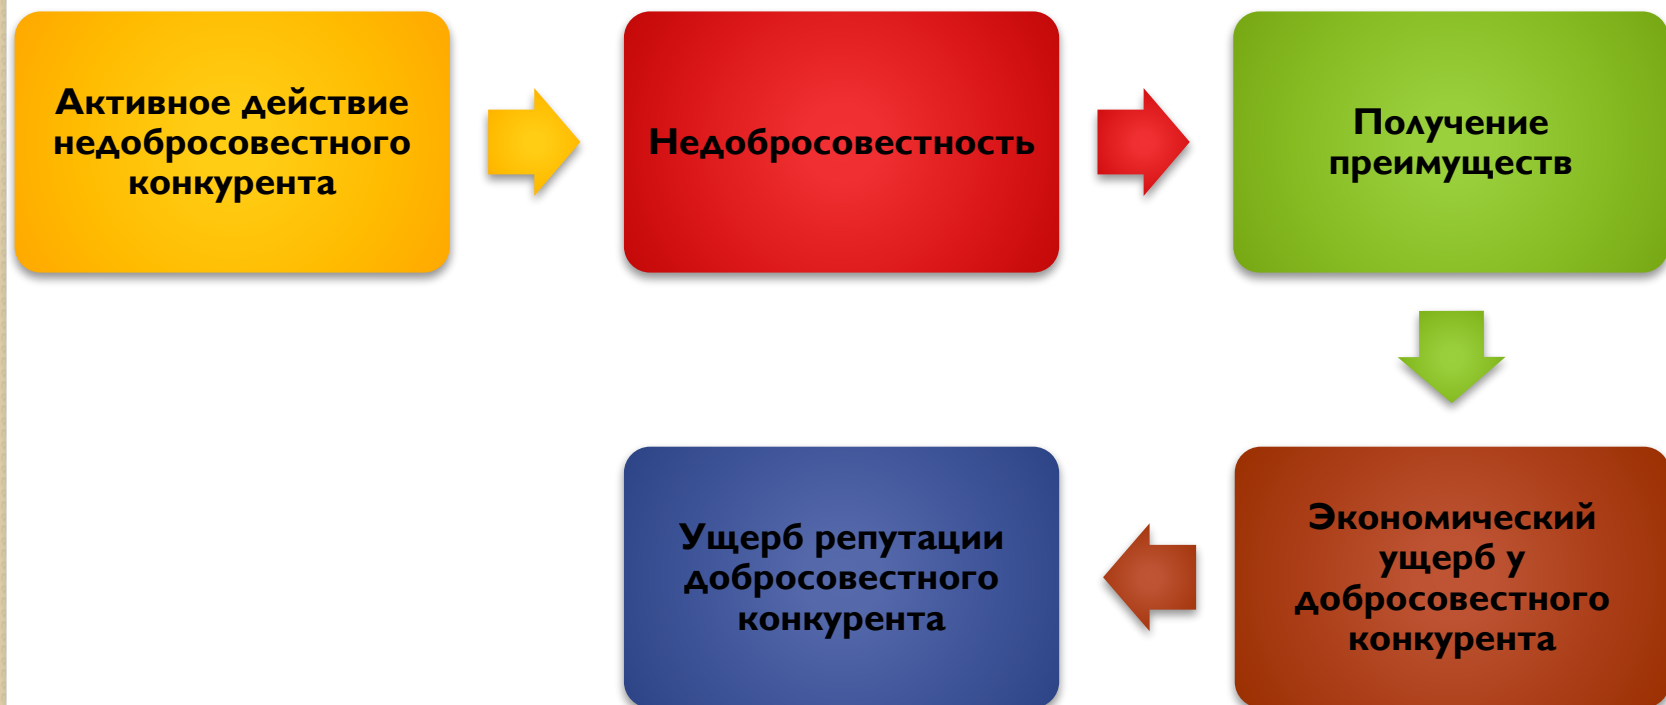 Активное действие
недобросовестного
конкурента
Недобросовестность
Получение
преимуществ
Экономический
ущерб у
добросовестного
конкурента
Ущерб репутации
добросовестного
конкурента